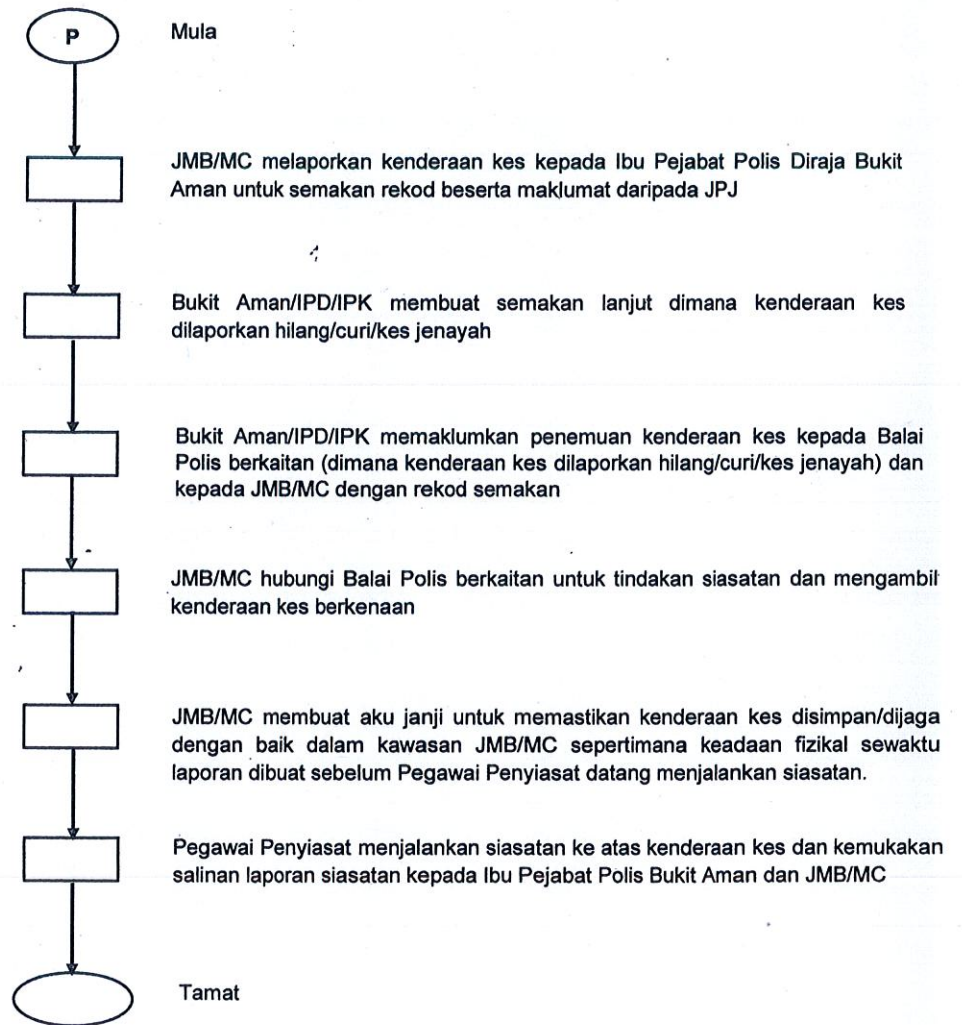 P
Mula
JMB/MC melaporkan kenderaan kes kepada Ibu Pejabat Polis Diraja Bukit
Aman untuk semakan rekod beserta maklumat daripada JPJ
Bukit Aman/IPD/IPK membuat semakan lanjut dimana kenderaan kes
dilaporkan hilang/curi/kes jenayah
Bukit Aman/IPD/IPK memaklumkan penemuan kenderaan kes kepada Balai
Polis berkaitan (dimana kenderaan kes dilaporkan hilang/curi/kes jenayah) dan
kepada JMB/MC dengan rekod semakan
JMB/MC hubungi Balai Polis berkaitan untuk tindakan siasatan dan mengambil
kenderaan kes berkenaan
JMB/MC membuat aku janji untuk memastikan kenderaan kes disimpan/dijaga
dengan baik dalam kawasan JMB/MC sepertimana keadaan fizikal sewaktu
laporan dibuat sebelum Pegawai Penyiasat datang menjalankan siasatan.
Pegawai Penyiasat menjalankan siasatan ke atas kenderaan kes dan kemukakan
salinan laporan siasatan kepada Ibu Pejabat Polis Bukit Aman dan JMB/MC
Tamat